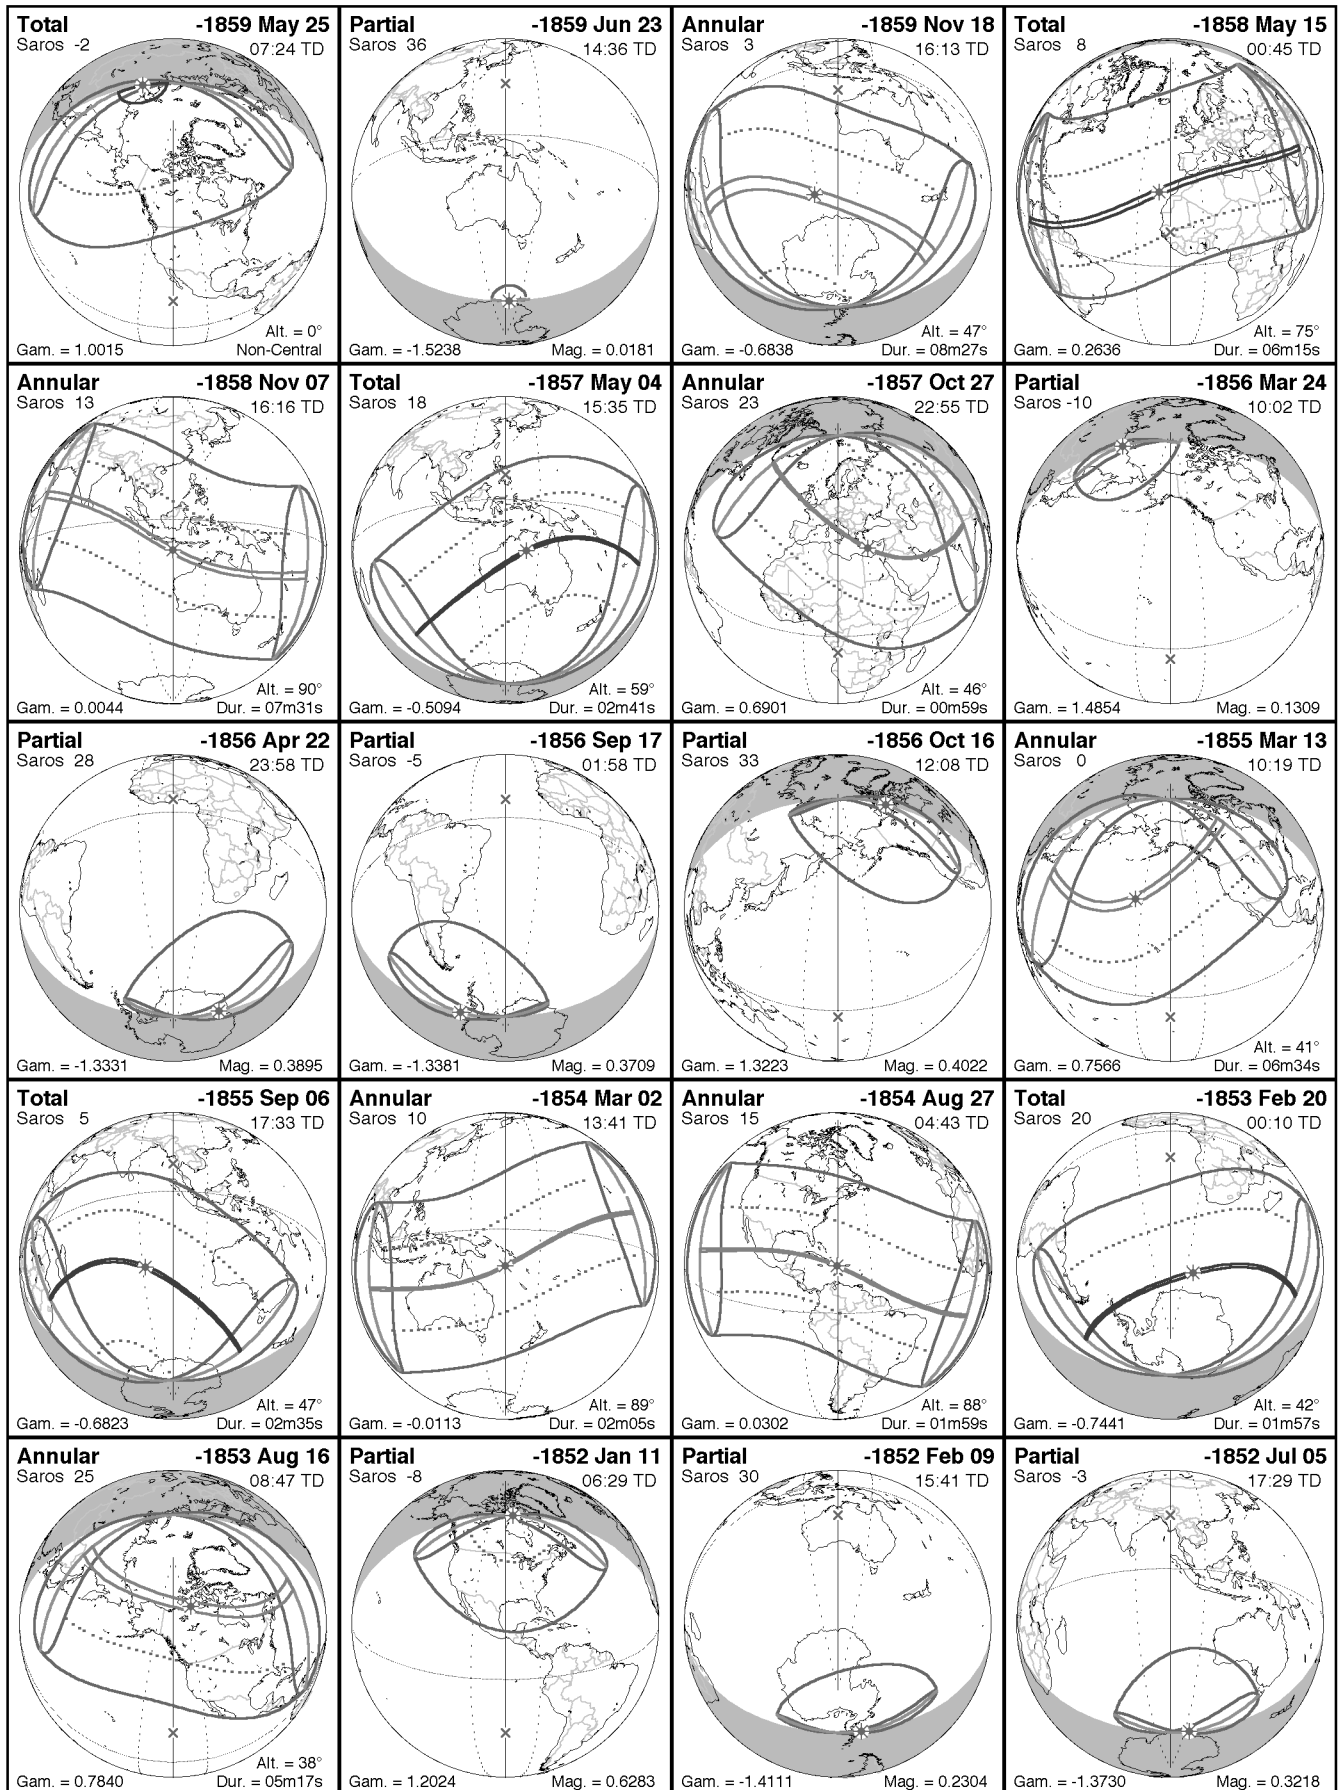 Total -1859 May 25
Saros -2 07:24 TD
Alt. = 0°
Gam. = 1.0015 Non-Central
Partial -1859 Jun 23
Saros 36 14:36 TD
Gam. = -1.5238 Mag. = 0.0181
Annular -1859 Nov 18
Saros 3 16:13 TD
Alt. = 47°
Gam. = -0.6838 Dur. = 08m27s
Total -1858 May 15
Saros 8 00:45 TD
Alt. = 75°
Gam. = 0.2636 Dur. = 06m15s
Annular -1858 Nov 07
Saros 13 16:16 TD
Alt. = 90°
Gam. = 0.0044 Dur. = 07m31s
Total -1857 May 04
Saros 18 15:35 TD
Alt. = 59°
Gam. = -0.5094 Dur. = 02m41s
Annular -1857 Oct 27
Saros 23 22:55 TD
Alt. = 46°
Gam. = 0.6901 Dur. = 00m59s
Partial -1856 Mar 24
Saros -10 10:02 TD
Gam. = 1.4854 Mag. = 0.1309
Partial -1856 Apr 22
Saros 28 23:58 TD
Gam. = -1.3331 Mag. = 0.3895
Partial -1856 Sep 17
Saros -5 01:58 TD
Gam. = -1.3381 Mag. = 0.3709
Partial -1856 Oct 16
Saros 33 12:08 TD
Gam. = 1.3223 Mag. = 0.4022
Annular -1855 Mar 13
Saros 0 10:19 TD
Alt. = 41°
Gam. = 0.7566 Dur. = 06m34s
Total -1855 Sep 06
Saros 5 17:33 TD
Alt. = 47°
Gam. = -0.6823 Dur. = 02m35s
Annular -1854 Mar 02
Saros 10 13:41 TD
Alt. = 89°
Gam. = -0.0113 Dur. = 02m05s
Annular -1854 Aug 27
Saros 15 04:43 TD
Alt. = 88°
Gam. = 0.0302 Dur. = 01m59s
Total -1853 Feb 20
Saros 20 00:10 TD
Alt. = 42°
Gam. = -0.7441 Dur. = 01m57s
Annular -1853 Aug 16
Saros 25 08:47 TD
Alt. = 38°
Gam. = 0.7840 Dur. = 05m17s
Partial -1852 Jan 11
Saros -8 06:29 TD
Gam. = 1.2024 Mag. = 0.6283
Partial -1852 Feb 09
Saros 30 15:41 TD
Gam. = -1.4111 Mag. = 0.2304
Partial -1852 Jul 05
Saros -3 17:29 TD
Gam. = -1.3730 Mag. = 0.3218